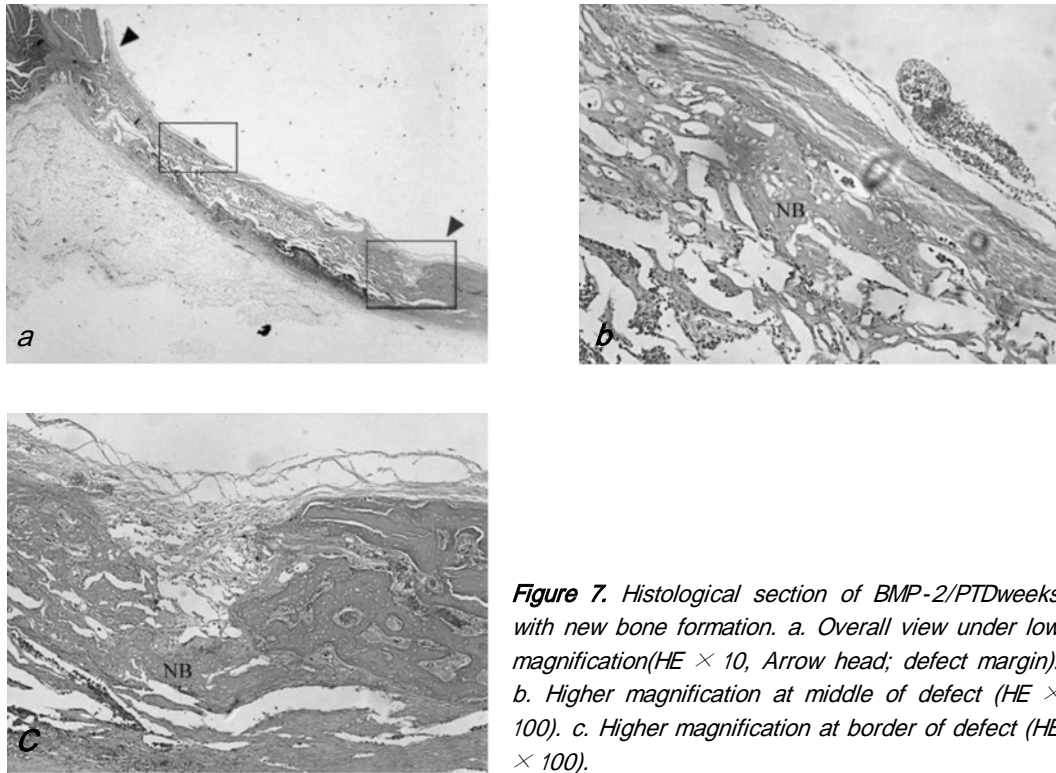 a
b
NB
NB
c
Figure 7. Histological section of BMP-2/PTDweeks
with new bone formation. a. Overall view under low
magnification(HE × 10, Arrow head; defect margin).
b. Higher magnification at middle of defect (HE ×
100). c. Higher magnification at border of defect (HE
× 100).